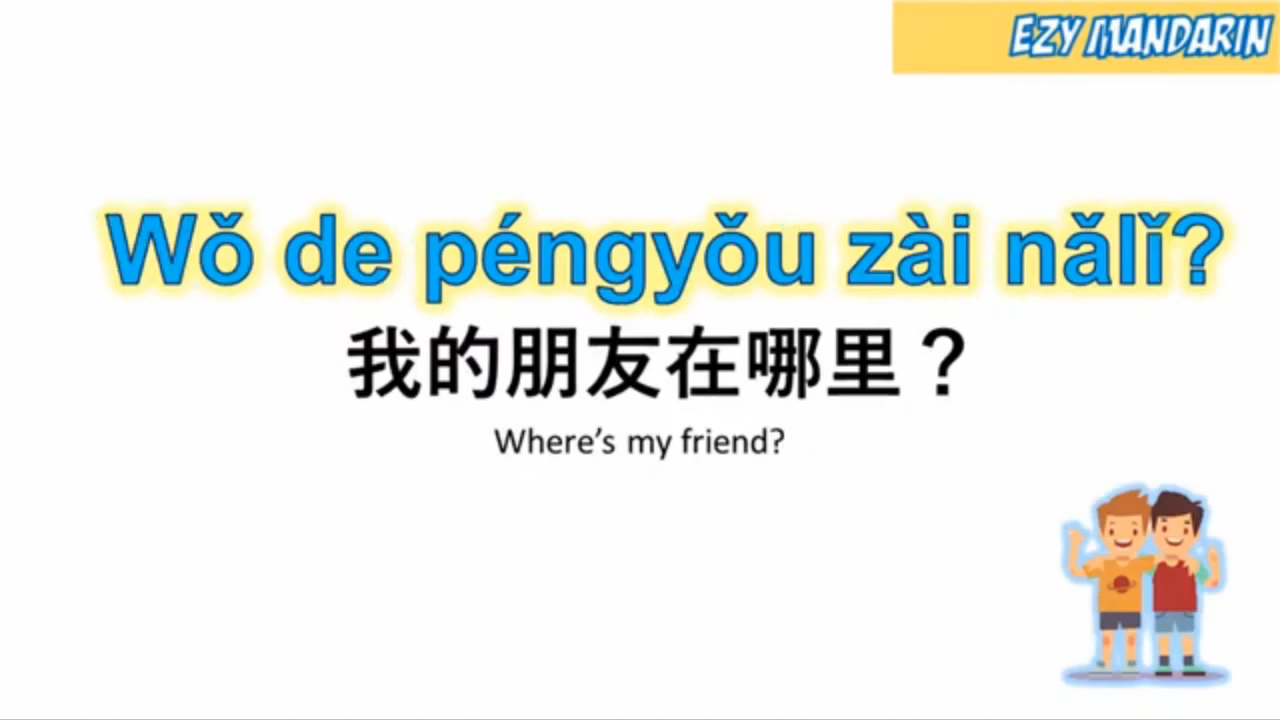 EZY MANDARIN
Wǒ de péngyǒu zài nǎlǐ?
我的朋友在哪里？
Where's my friend?